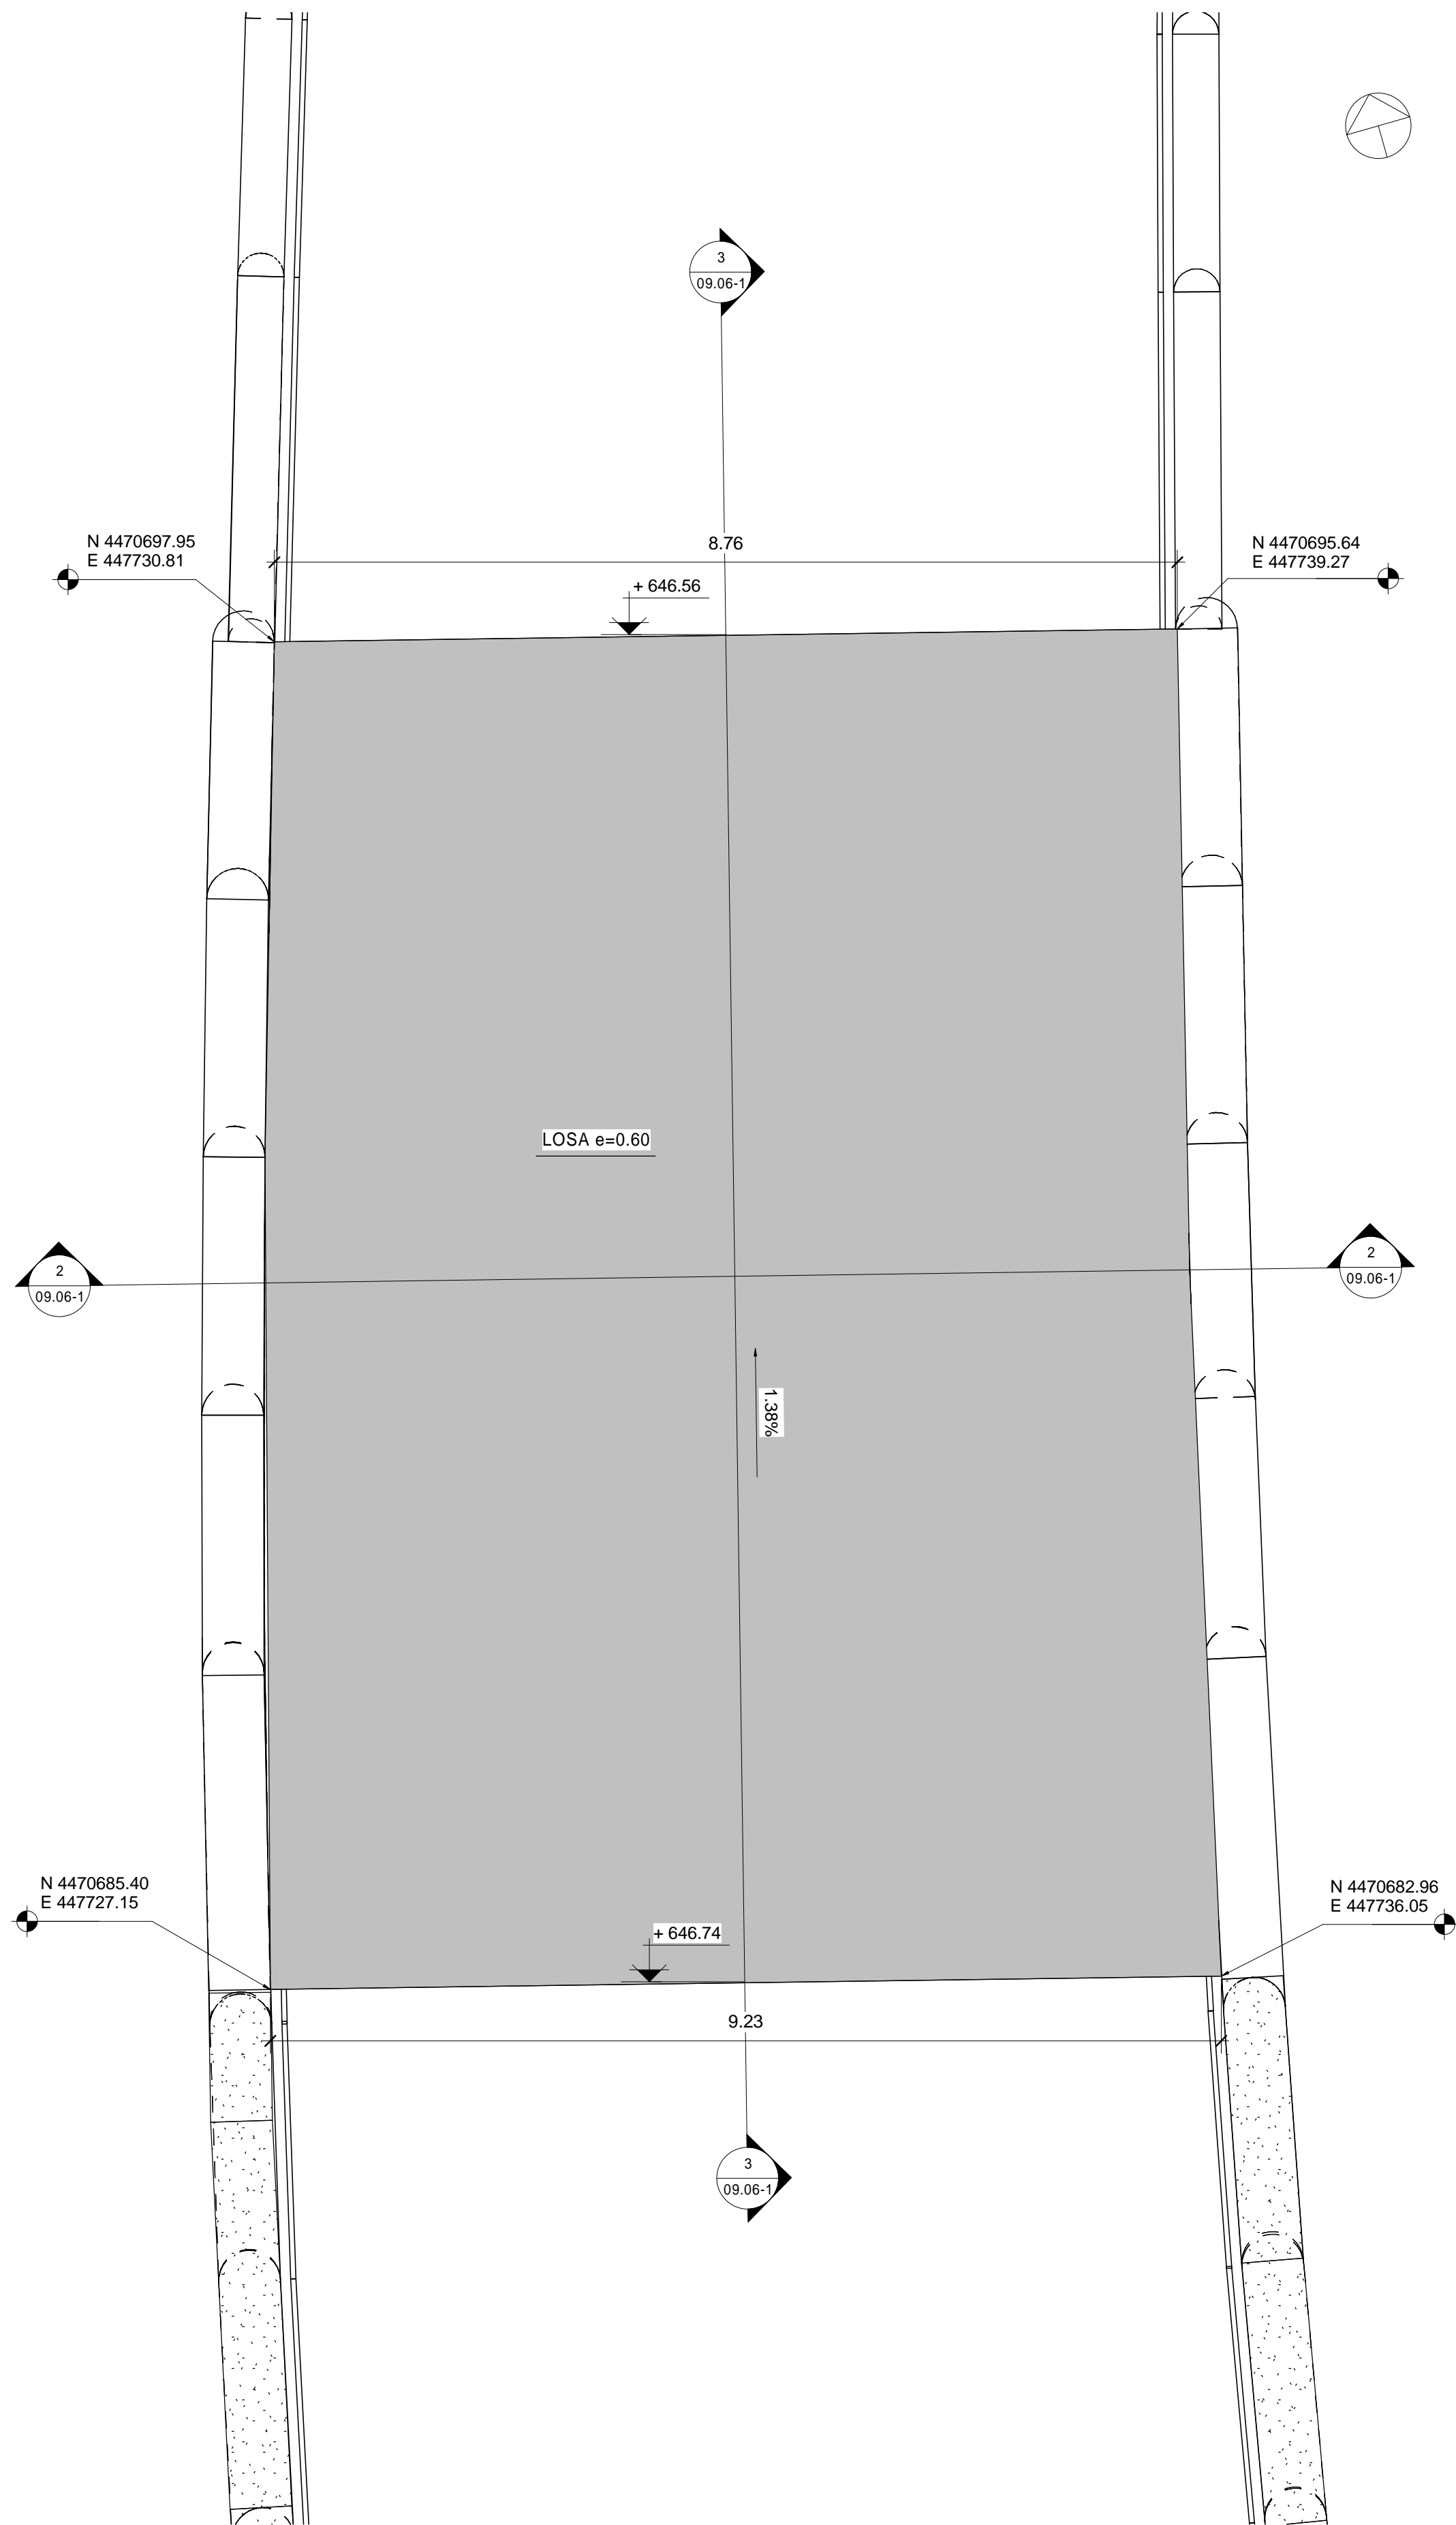 3
09.06-1
N 4470697.95
E 447730.81
8.76
N 4470695.64
E 447739.27
+ 646.56
LOSA e=0.60
2
09.06-1
2
09.06-1
1.38%
N 4470685.40
E 447727.15
N 4470682.96
E 447736.05
+ 646.74
9.23
3
09.06-1